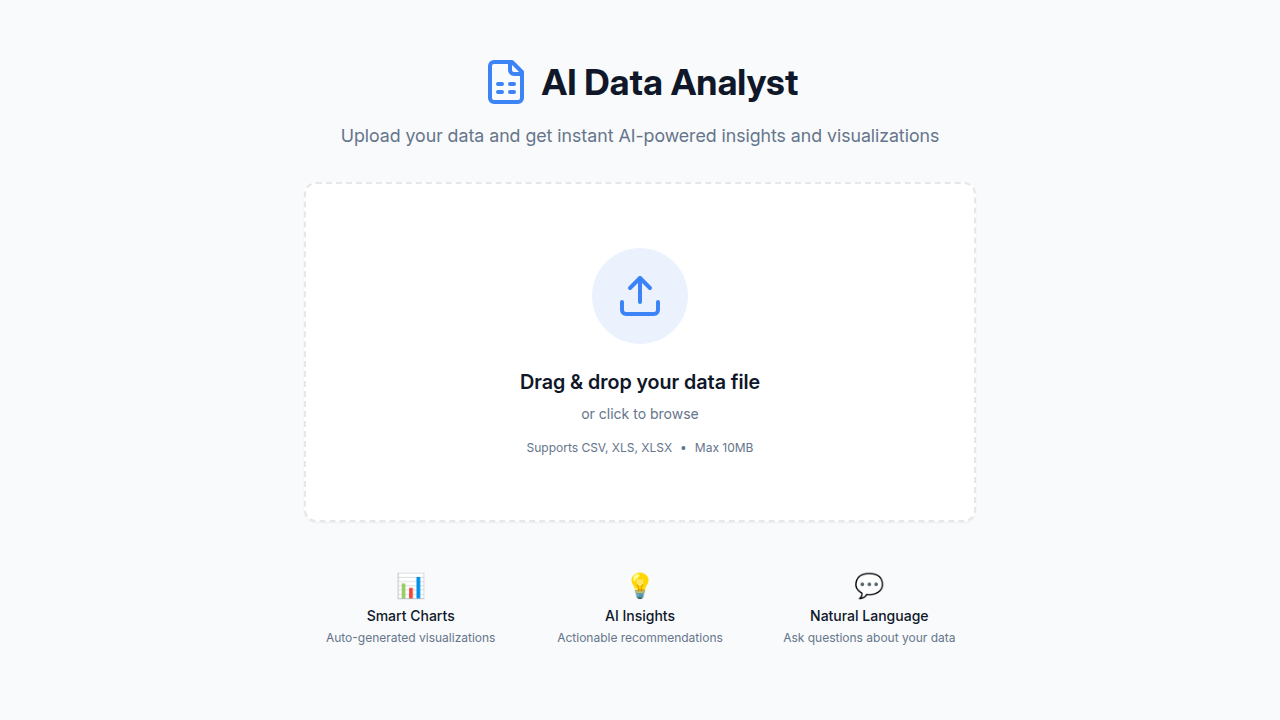 AI Data Analyst
Upload your data and get instant AI-powered insights and visualizations
Drag & drop your data file
or click to browse
Supports CSV, XLS, XLSX • Max 10MB
Smart Charts
Auto-generated visualizations
AI Insights
Actionable recommendations
Natural Language
Ask questions about your data